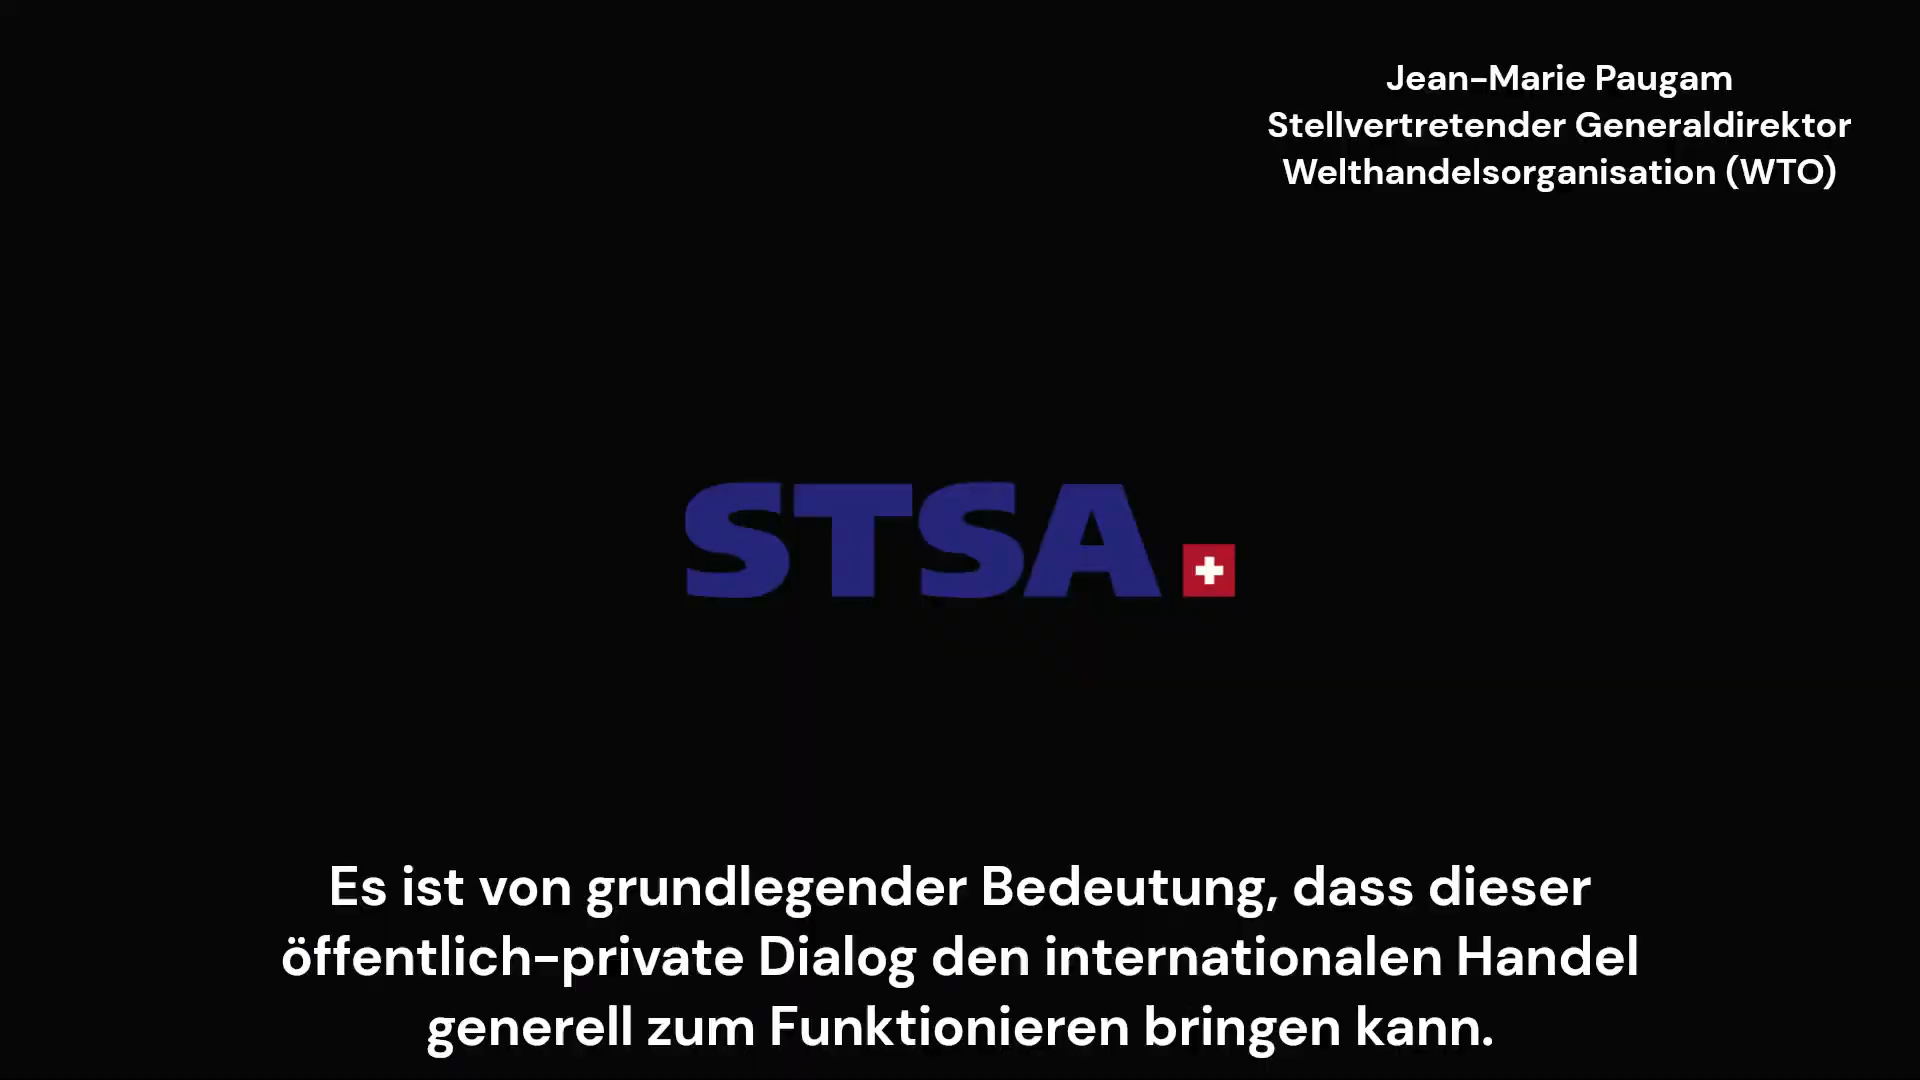 Jean-Marie Paugam
Stellvertretender Generaldirektor
Welthandelsorganisation (WTO)
STSA
Es ist von grundlegender Bedeutung, dass dieser
öffentlich-private Dialog den internationalen Handel
generell zum Funktionieren bringen kann.